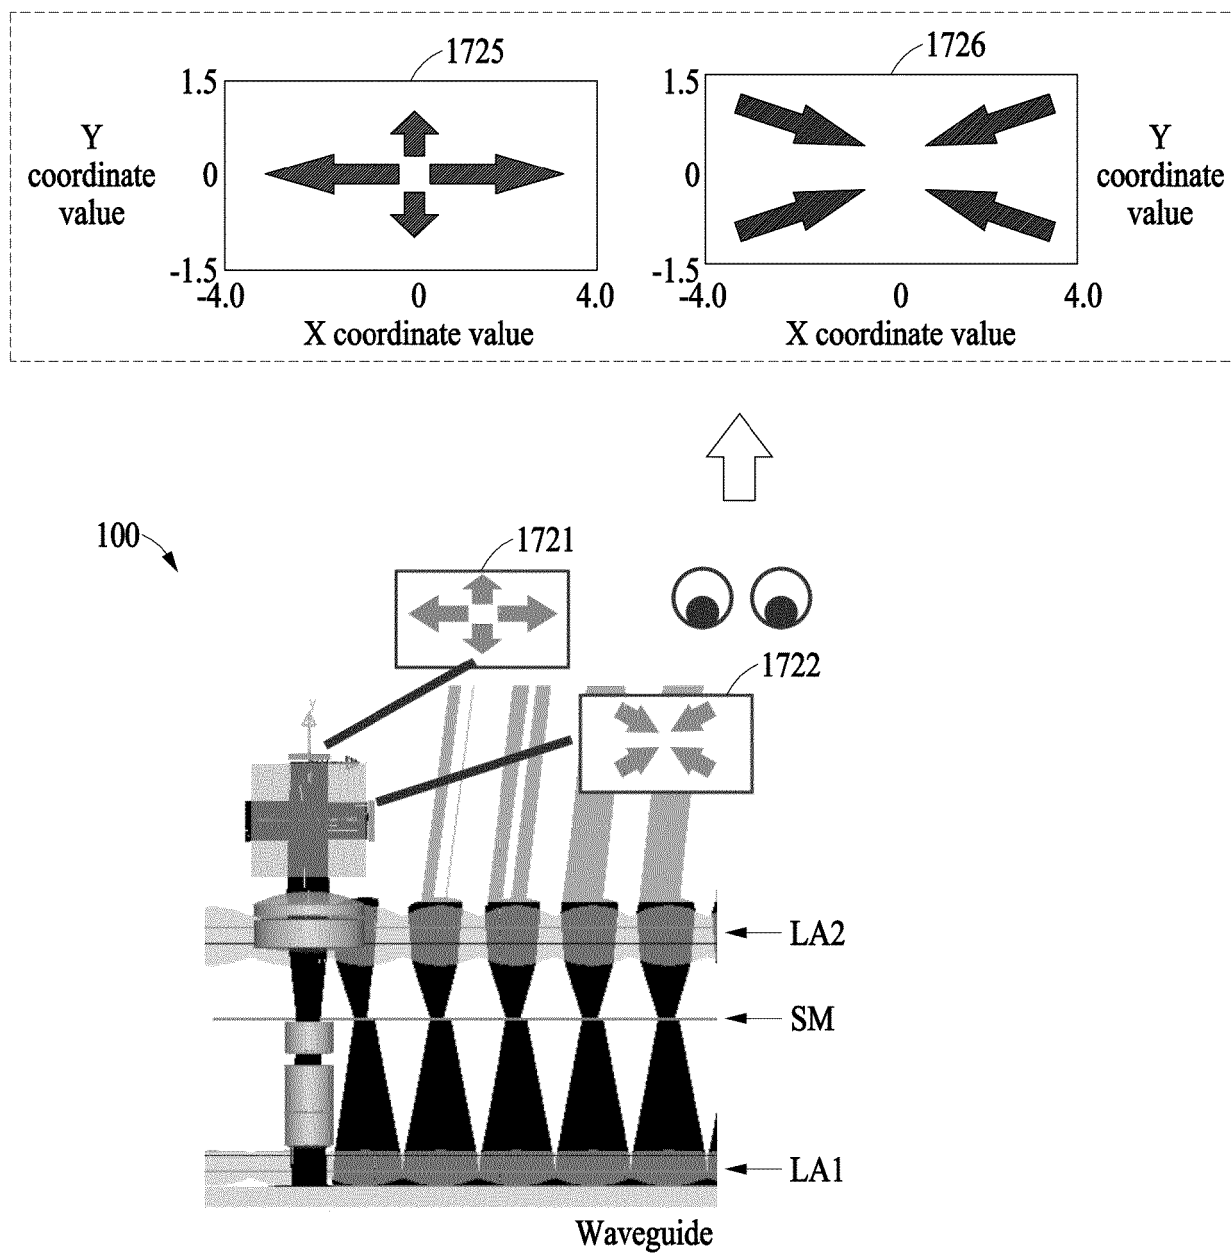 1725
1726
1.5
1.5
Y
coordinate
value
0
0
Y
coordinate
value
-1.5
-1.5
-4.0
0
4.0
-4.0
0
4.0
X coordinate value
X coordinate value
100
1721
1722
Y
LA2
SM
LA1
Waveguide